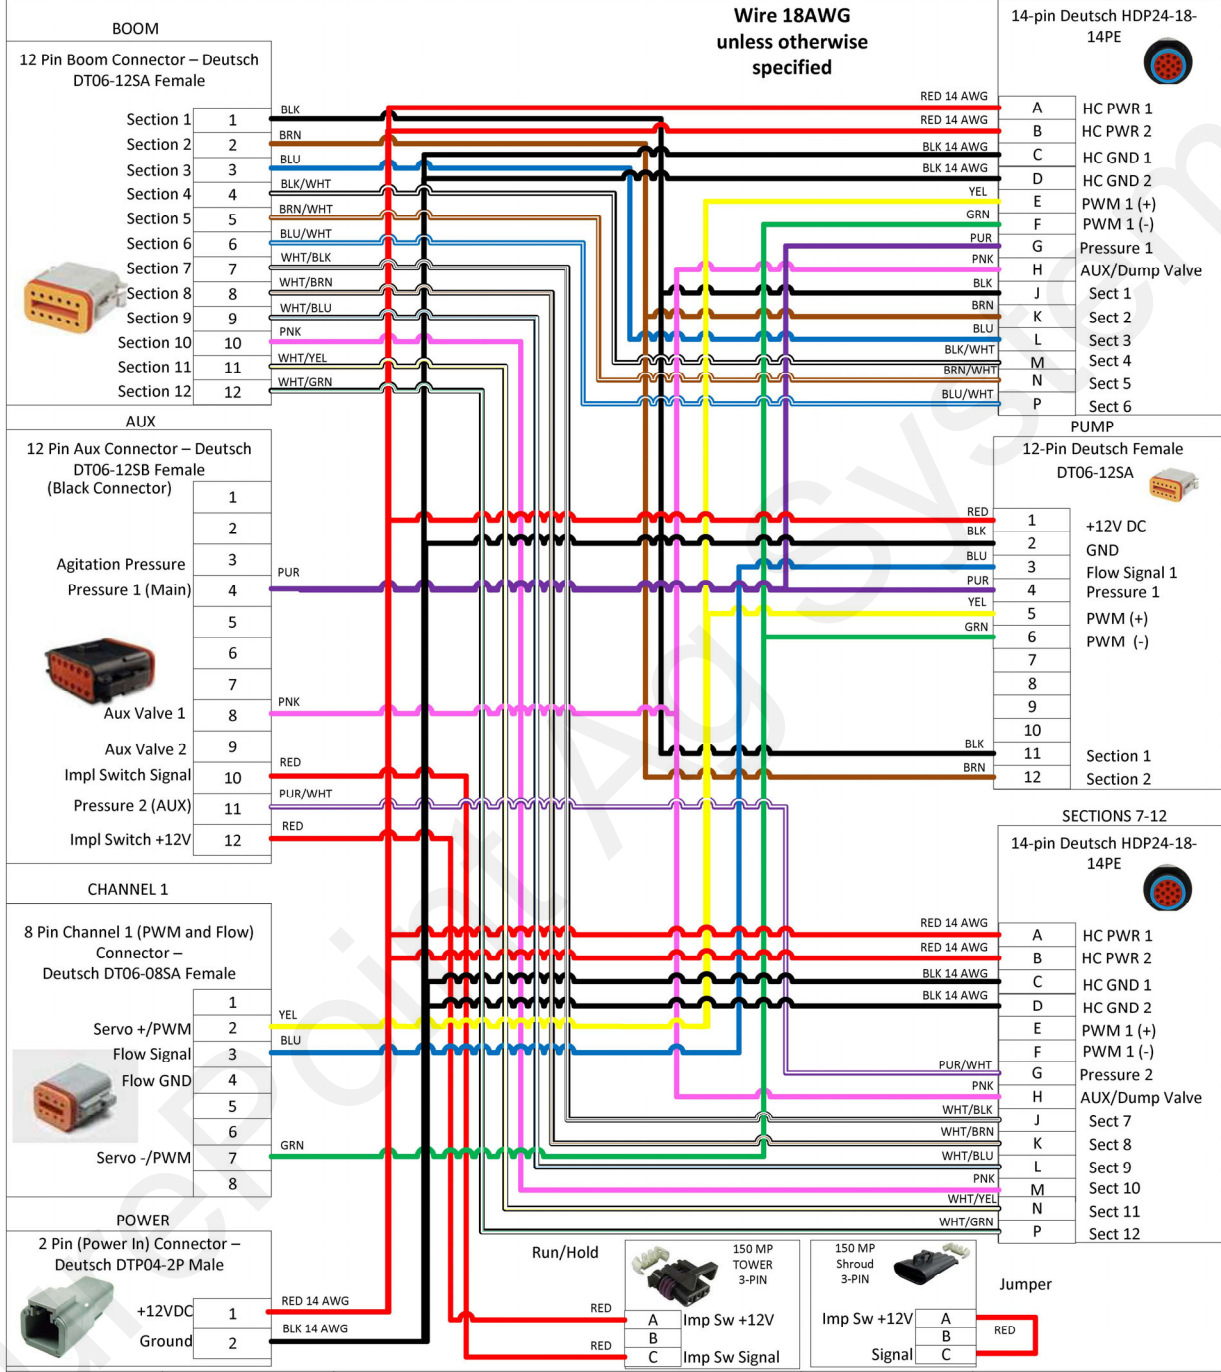 Wire 18AWG
unless otherwise
specified
BOOM
12 Pin Boom Connector – Deutsch
DT06-12SA Female
Section 1 1 BLK
Section 2 2 BRN
Section 3 3 BLU
Section 4 4 BLK/WHT
Section 5 5 BRN/WHT
Section 6 6 BLU/WHT
Section 7 7 WHT/BLK
Section 8 8 WHT/BRN
Section 9 9 WHT/BLU
Section 10 10 PNK
Section 11 11 WHT/YEL
Section 12 12 WHT/GRN
AUX
12 Pin Aux Connector – Deutsch
DT06-12SB Female
(Black Connector)
1
2
Agitation Pressure 3
Pressure 1 (Main) 4 PUR
5
6
7
Aux Valve 1 8 PNK
Aux Valve 2 9
Impl Switch Signal 10 RED
Pressure 2 (AUX) 11 PUR/WHT
Impl Switch +12V 12 RED
CHANNEL 1
8 Pin Channel 1 (PWM and Flow)
Connector –
Deutsch DT06-08SA Female
1
Servo +/PWM 2 YEL
Flow Signal 3 BLU
Flow GND 4
5
6
Servo -/PWM 7 GRN
8
POWER
2 Pin (Power In) Connector –
Deutsch DTP04-2P Male
+12VDC 1 RED 14 AWG
Ground 2 BLK 14 AWG
14-pin Deutsch HDP24-18-
14PE
RED 14 AWG A HC PWR 1
RED 14 AWG B HC PWR 2
BLK 14 AWG C HC GND 1
BLK 14 AWG D HC GND 2
YEL E PWM 1 (+)
GRN F PWM 1 (-)
PUR G Pressure 1
PNK H AUX/Dump Valve
BLK J Sect 1
BRN K Sect 2
BLU L Sect 3
BLK/WHT M Sect 4
BRN/WHT N Sect 5
BLU/WHT P Sect 6
PUMP
12-Pin Deutsch Female
DT06-12SA
RED 1 +12V DC
BLK 2 GND
BLU 3 Flow Signal 1
PUR 4 Pressure 1
YEL 5 PWM (+)
GRN 6 PWM (-)
7
8
9
10
BLK 11 Section 1
BRN 12 Section 2
SECTIONS 7-12
14-pin Deutsch HDP24-18-
14PE
RED 14 AWG A HC PWR 1
RED 14 AWG B HC PWR 2
BLK 14 AWG C HC GND 1
BLK 14 AWG D HC GND 2
E PWM 1 (+)
F PWM 1 (-)
PUR/WHT G Pressure 2
PNK H AUX/Dump Valve
WHT/BLK J Sect 7
WHT/BRN K Sect 8
WHT/BLU L Sect 9
PNK M Sect 10
WHT/YEL N Sect 11
WHT/GRN P Sect 12
Run/Hold
150 MP
TOWER
3-PIN
RED A Imp Sw +12V
B
RED C Imp Sw Signal
150 MP
Shroud
3-PIN
Jumper
Imp Sw +12V A
B RED
Signal C
Point Ag System